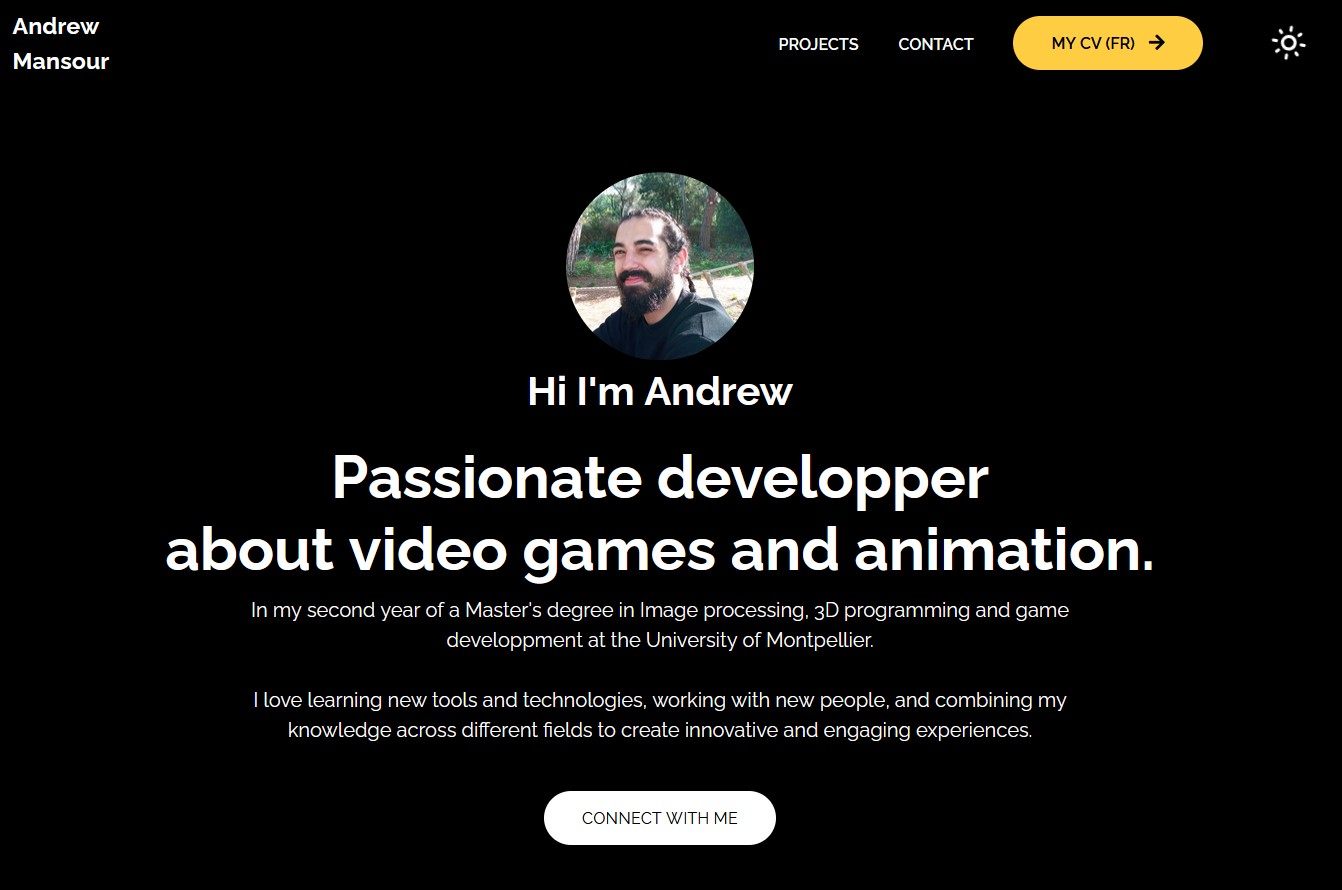 Andrew
Mansour
PROJECTS
CONTACT
MY CV (FR)
Hi I'm Andrew
Passionate developper
about video games and animation.
In my second year of a Master's degree in Image processing, 3D programming and game
developpment at the University of Montpellier.
I love learning new tools and technologies, working with new people, and combining my
knowledge across different fields to create innovative and engaging experiences.
CONNECT WITH ME